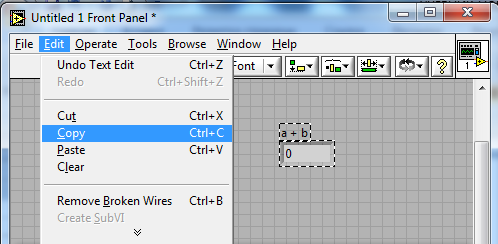 Untitled 1 Front Panel *
File Edit Operate Tools Browse Window Help
Font
1
Undo Text Edit Ctrl+Z
Redo Ctrl+Shift+Z
Cut Ctrl+X
Copy Ctrl+C
Paste Ctrl+V
Clear
Remove Broken Wires Ctrl+B
Create SubVI
a + b
0